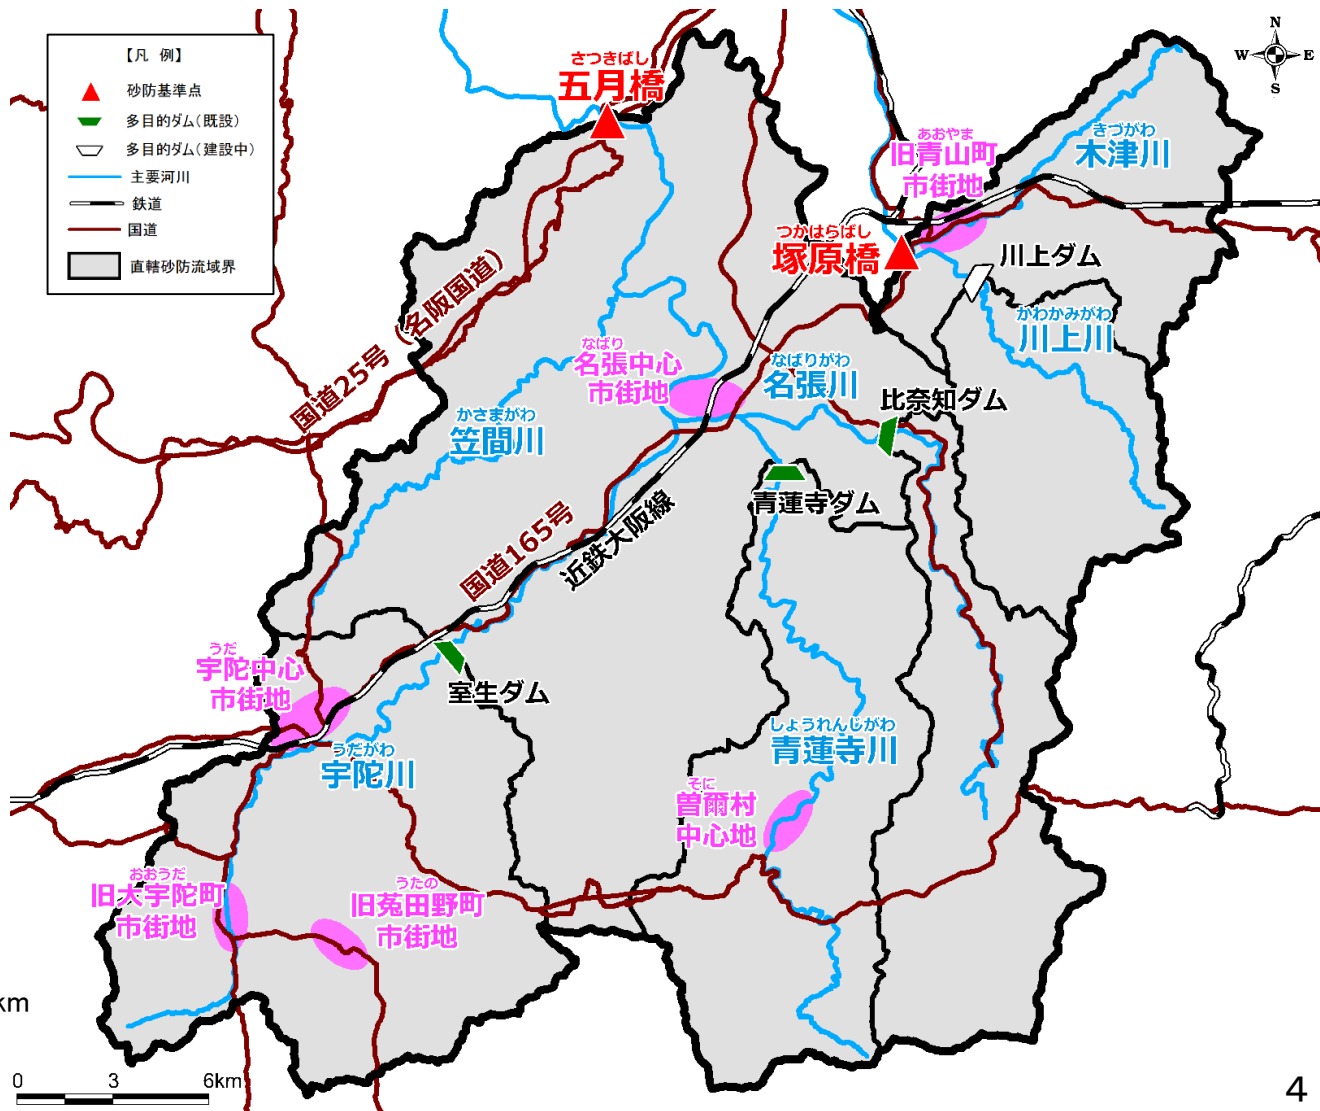 【凡 例】
砂防基準点
多目的ダム(既設)
多目的ダム(建設中)
主要河川
鉄道
国道
直轄砂防流域界
さつきばし
五月橋
N
W
E
S
あおやま
旧青山町
市街地
きづがわ
木津川
つかはらばし
塚原橋
川上ダム
かわかみがわ
川上川
国道25号(名阪国道)
なばり
名張中心
市街地
なばりがわ
名張川
比奈知ダム
かさまがわ
笠間川
青蓮寺ダム
国道165号
近鉄大阪線
うだ
宇陀中心
市街地
室生ダム
うだがわ
宇陀川
しょうれんじがわ
青蓮寺川
そに
曽爾村
中心地
おおうだ
旧大宇陀町
市街地
うたの
旧菟田野町
市街地
km
0 3 6km
4